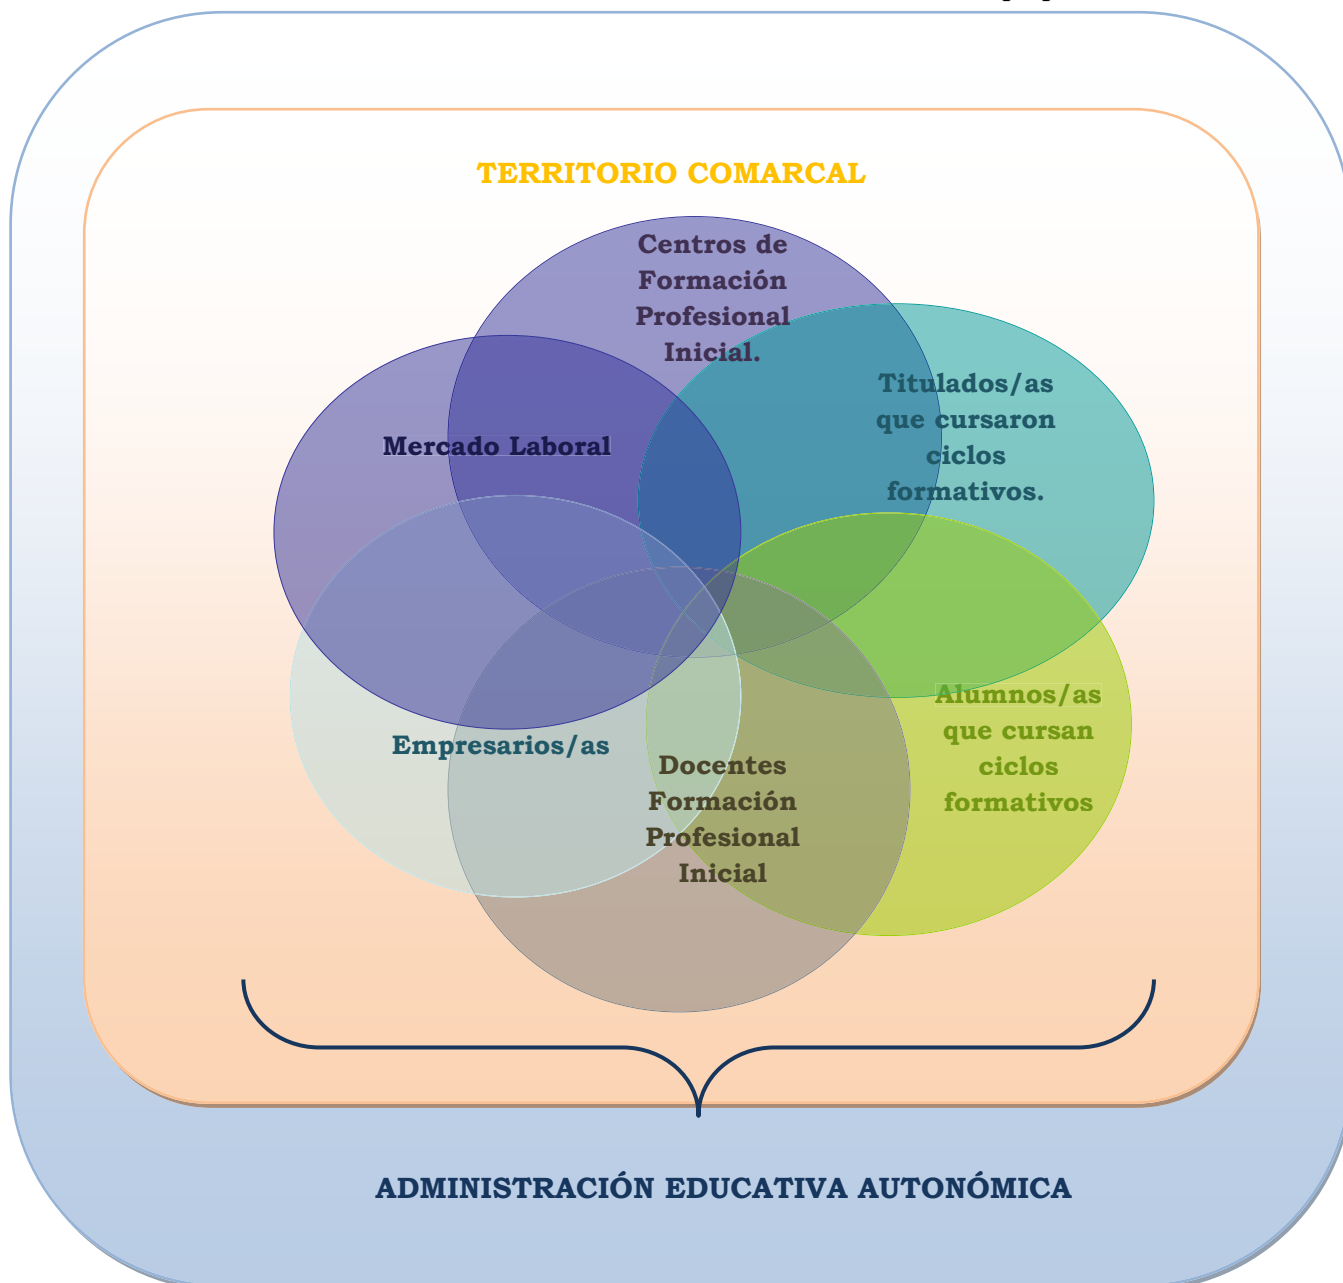 TERRITORIO COMARCAL
Centros de
Formación
Profesional
Inicial.
Titulados/as
que cursaron
ciclos
formativos.
Mercado Laboral
Alumnos/as
que cursan
ciclos
formativos
Empresarios/as
Docentes
Formación
Profesional
Inicial
ADMINISTRACIÓN EDUCATIVA AUTONÓMICA